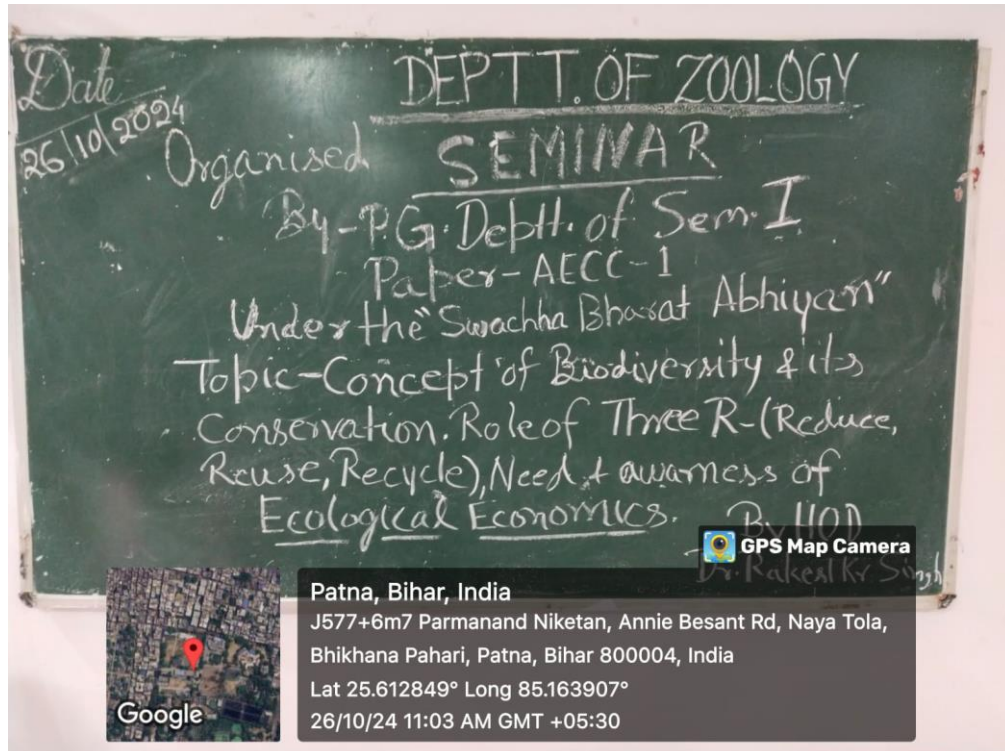 Date
26/10/2024
DEPTT. OF ZOOLOGY
Organised SEMINAR
By-P.G. Deptt. of Sem. I
Paper-AECC-1
Under the "Swachha Bharat Abhiyan"
Topic-Concept of Biodiversity & its
Conservation. Role of Three R-(Reduce,
Reuse, Recycle), Need + awarness of
Ecological Economics. By HOD
Dr. Rakesh Kr Singh
GPS Map Camera
Patna, Bihar, India
J577+6m7 Parmanand Niketan, Annie Besant Rd, Naya Tola,
Bhikhana Pahari, Patna, Bihar 800004, India
Lat 25.612849° Long 85.163907°
26/10/24 11:03 AM GMT +05:30
Google